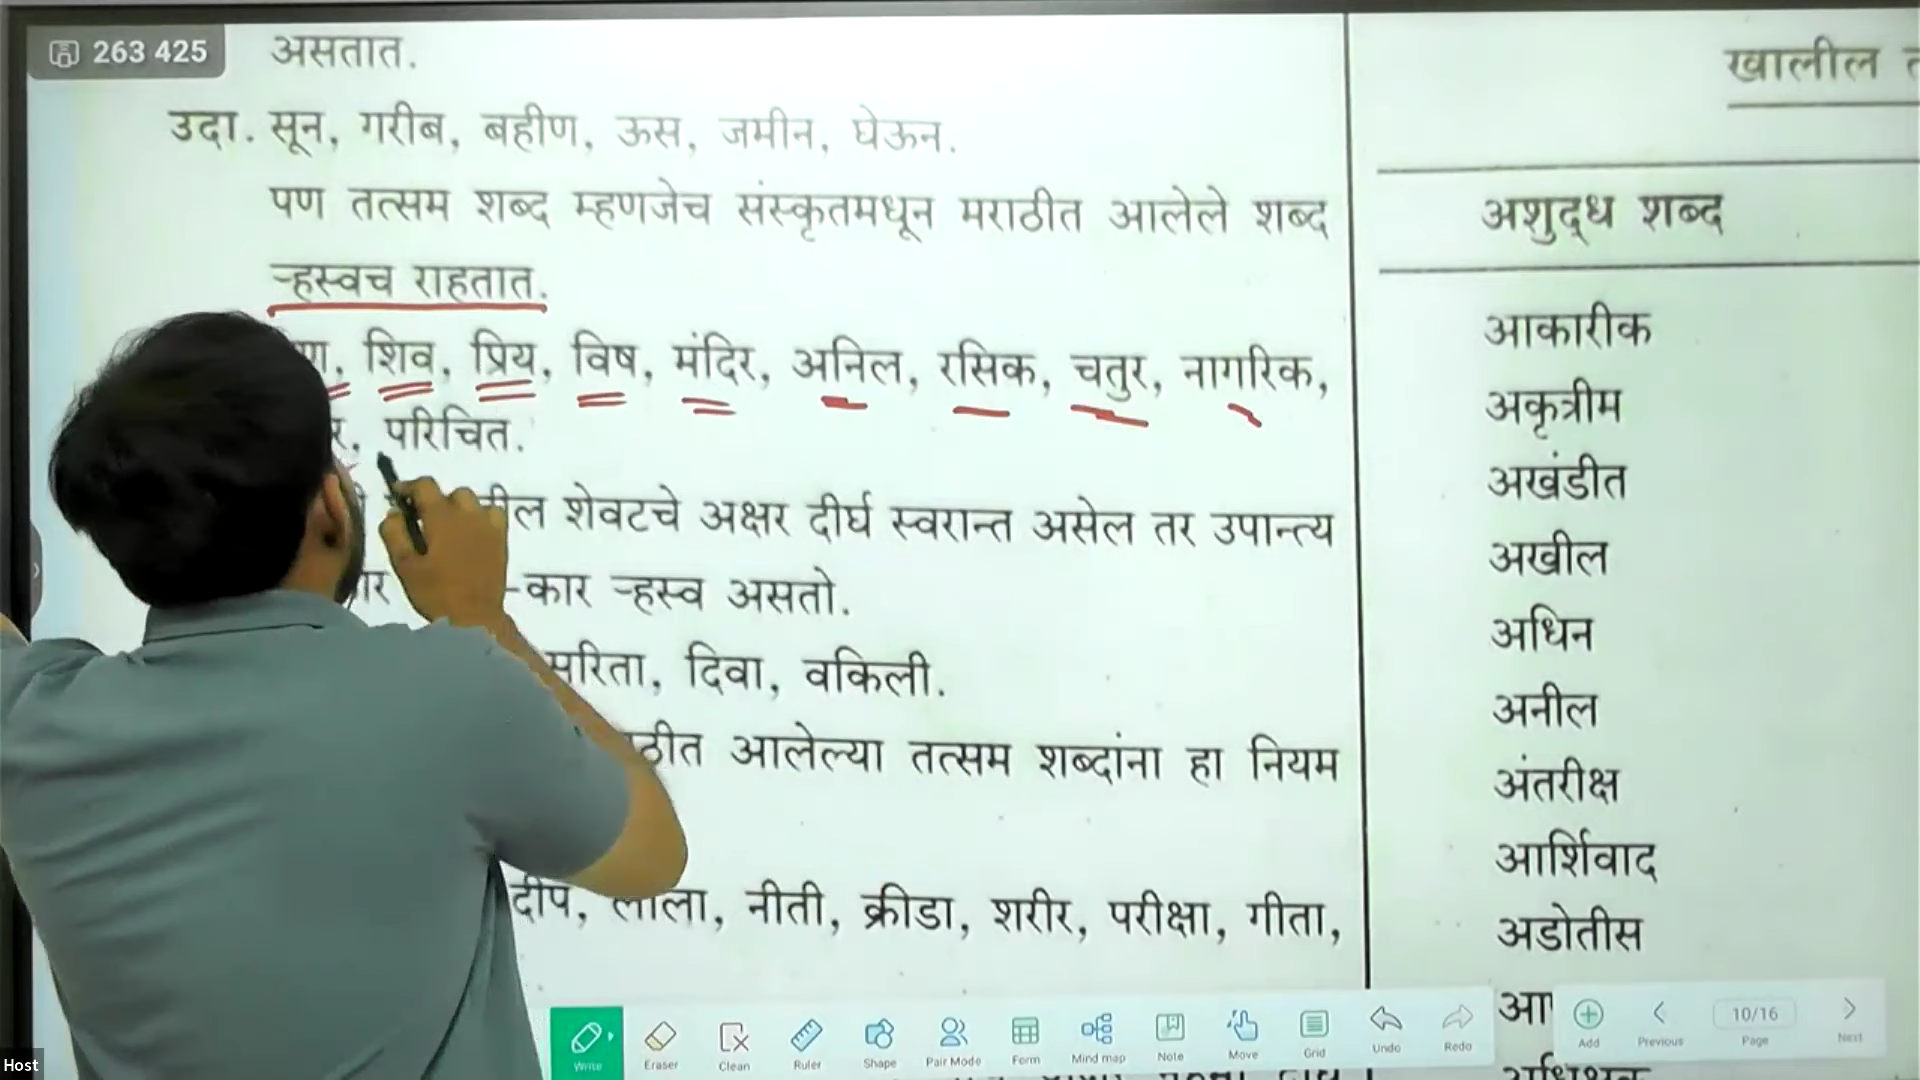 263 425
असतात.
उदा. सून, गरीब, बहीण, ऊस, जमीन, घेऊन.
पण तत्सम शब्द म्हणजेच संस्कृतमधून मराठीत आलेले शब्द
ऱ्हस्वच राहतात.
शिव, प्रिय, विष, मंदिर, अनिल, रसिक, चतुर, नागरिक,
परिचित.
शेवटचे अक्षर दीर्घ स्वरान्त असेल तर उपान्त्य
-कार ऱ्हस्व असतो.
सरिता, दिवा, वकिली.
आलेल्या तत्सम शब्दांना हा नियम
दीप, लीला, नीती, क्रीडा, शरीर, परीक्षा, गीता,
खालील
अशुद्ध शब्द
आकारीक
अकृत्रीम
अखंडीत
अखील
अधिन
अनील
अंतरीक्ष
आर्शिवाद
अडोतीस
Write
Eraser
Clean
Ruler
Shape
Pair Mode
Form
Mind map
Note
Move
Grid
Undo
Redo
Add
Previous
10/16
Page
Next
Host